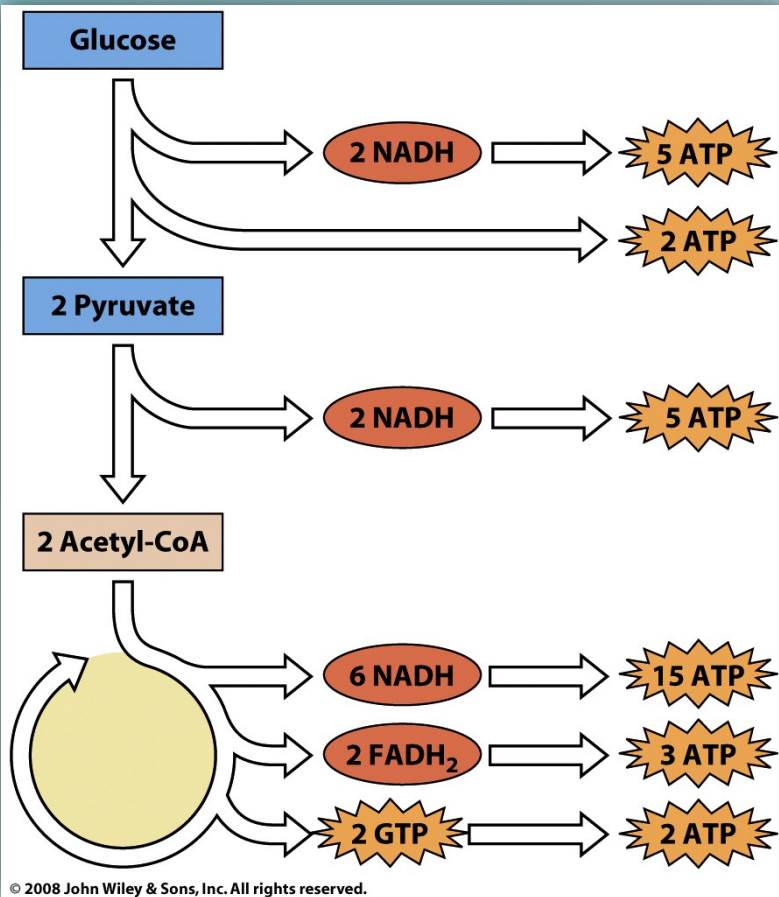 Glucose
2 NADH
5 ATP
2 ATP
2 Pyruvate
2 NADH
5 ATP
2 Acetyl-CoA
6 NADH
15 ATP
2 FADH₂
3 ATP
2 GTP
2 ATP
© 2008 John Wiley & Sons, Inc. All rights reserved.